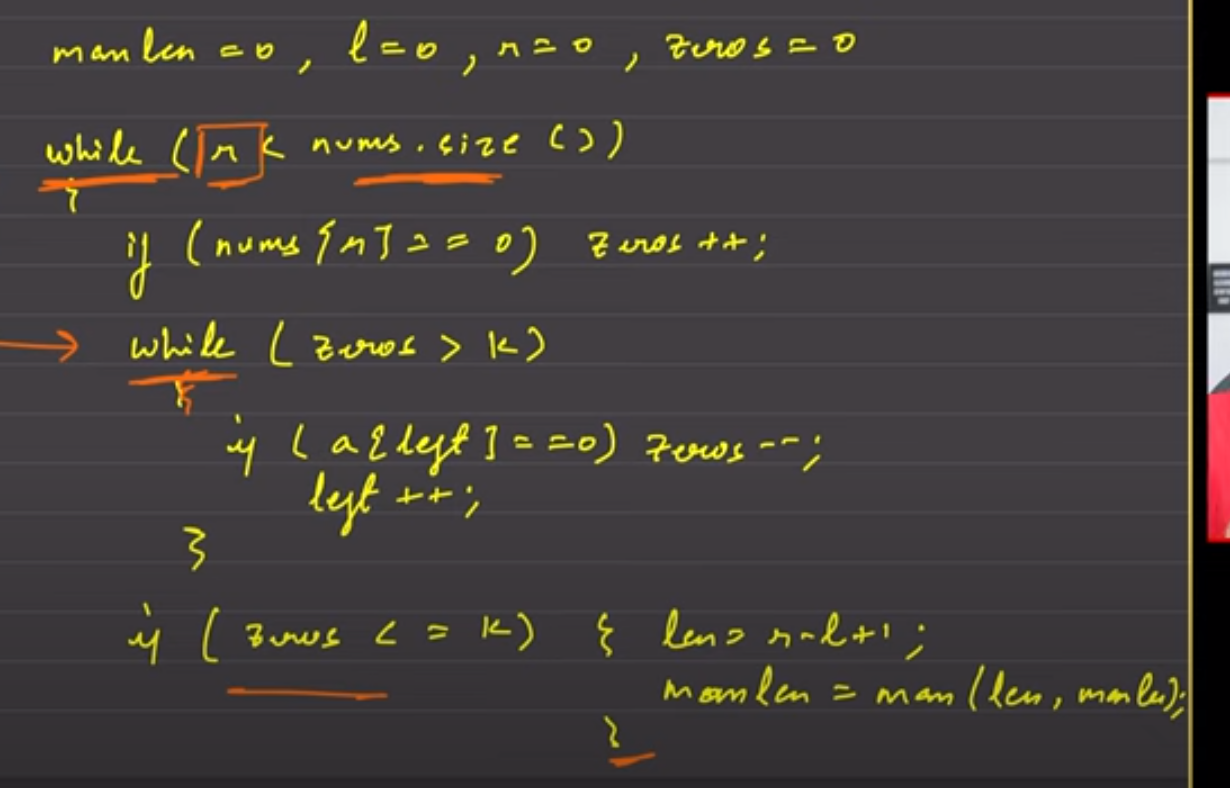 maxlen = 0, l = 0, r = 0, zeros = 0
while (r < nums.size())
{
if (nums[r] == 0) zeros++;
while (zeros > k)
{
if (a[left] == 0) zeros--;
left++;
}
if (zeros <= k) { len = r-l+1;
maxlen = max(len, maxlen);
}